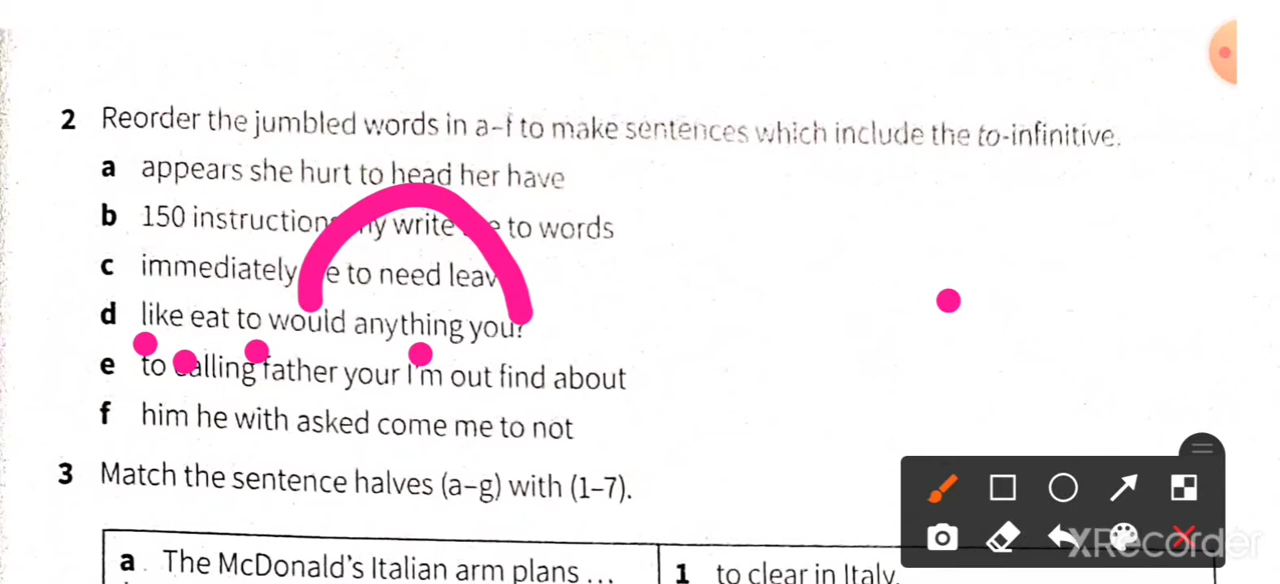 2 Reorder the jumbled words in a-f to make sentences which include the to-infinitive.
a appears she hurt to head her have
b 150 instructions write to words
c immediately to need
d like eat to would anything you?
e to calling father your I'm out find about
f him he with asked come me to not
3 Match the sentence halves (a–g) with (1–7).
a. The McDonald's Italian arm plans ...
1 to clear in Italy.
XRecorder